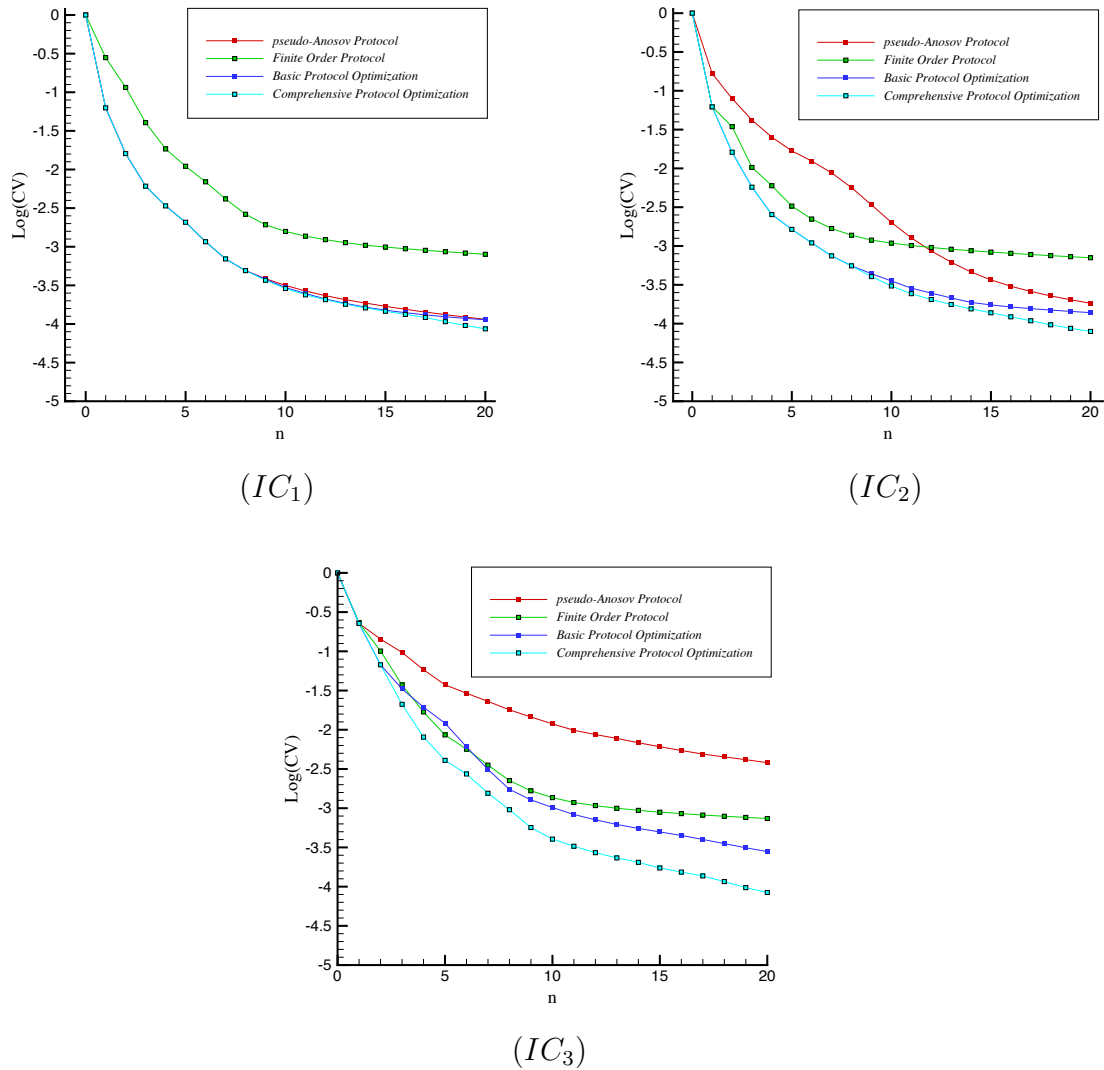 0
-0.5
-1
-1.5
-2
-2.5
-3
-3.5
-4
-4.5
-5
Log(CV)
pseudo-Anosov Protocol
Finite Order Protocol
Basic Protocol Optimization
Comprehensive Protocol Optimization
0 5 10 15 20
n
(IC₁)
0
-0.5
-1
-1.5
-2
-2.5
-3
-3.5
-4
-4.5
-5
Log(CV)
pseudo-Anosov Protocol
Finite Order Protocol
Basic Protocol Optimization
Comprehensive Protocol Optimization
0 5 10 15 20
n
(IC₂)
0
-0.5
-1
-1.5
-2
-2.5
-3
-3.5
-4
-4.5
-5
Log(CV)
pseudo-Anosov Protocol
Finite Order Protocol
Basic Protocol Optimization
Comprehensive Protocol Optimization
0 5 10 15 20
n
(IC₃)